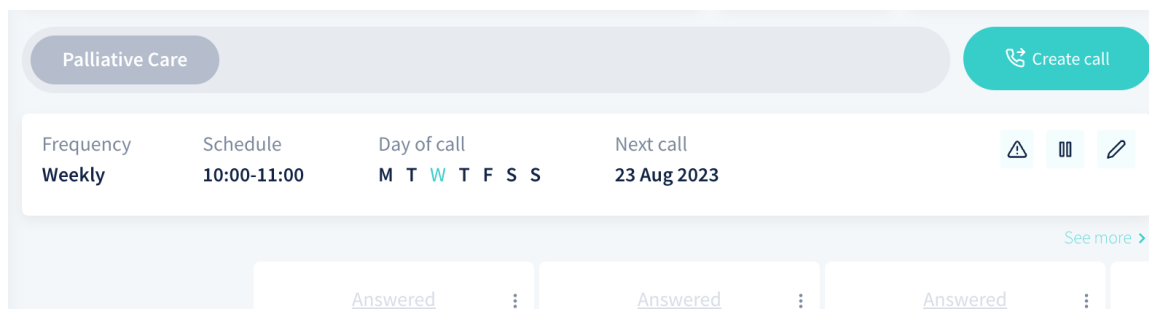 Palliative Care
Create call
Frequency Schedule Day of call Next call
Weekly 10:00-11:00 M T W T F S S 23 Aug 2023
See more >
Answered Answered Answered